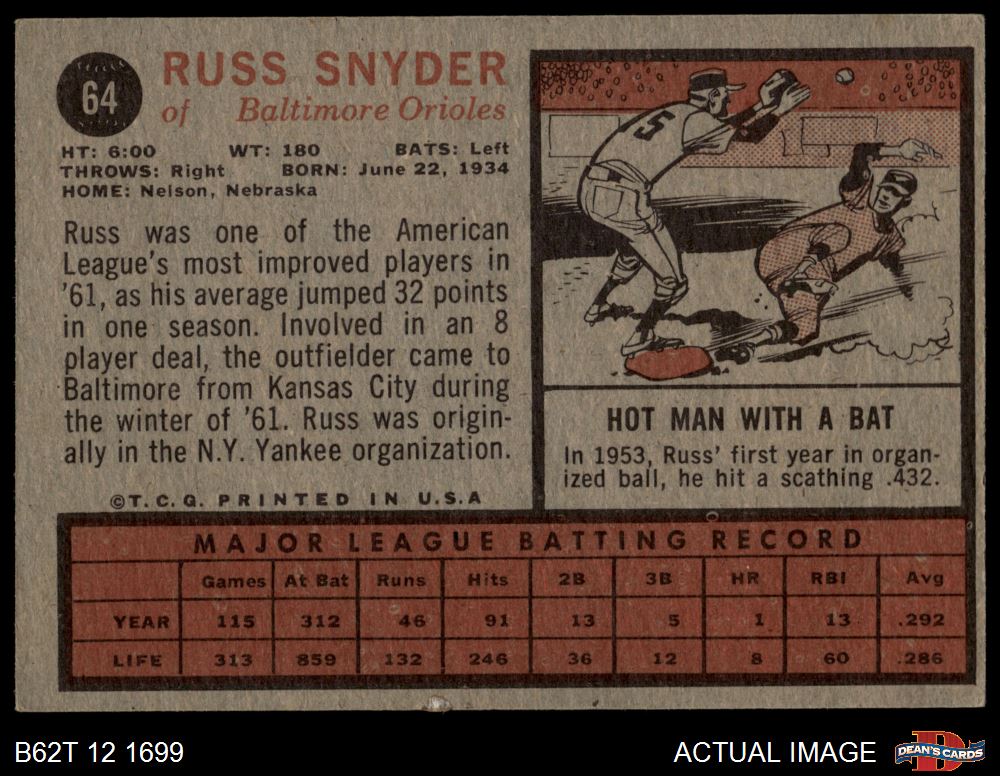 64
RUSS SNYDER
of Baltimore Orioles
HT: 6:00 WT: 180 BATS: Left
THROWS: Right BORN: June 22, 1934
HOME: Nelson, Nebraska
Russ was one of the American
League's most improved players in
'61, as his average jumped 32 points
in one season. Involved in an 8
player deal, the outfielder came to
Baltimore from Kansas City during
the winter of '61. Russ was origin-
ally in the N.Y. Yankee organization.
©T.C.G. PRINTED IN U.S.A
5
HOT MAN WITH A BAT
In 1953, Russ' first year in organ-
ized ball, he hit a scathing .432.
MAJOR LEAGUE BATTING RECORD
Games At Bat Runs Hits 2B 3B HR RBI Avg
YEAR 115 312 46 91 13 5 1 13 .292
LIFE 313 859 132 246 36 12 8 60 .286
B62T 12 1699
ACTUAL IMAGE
D
DEAN'S CARDS